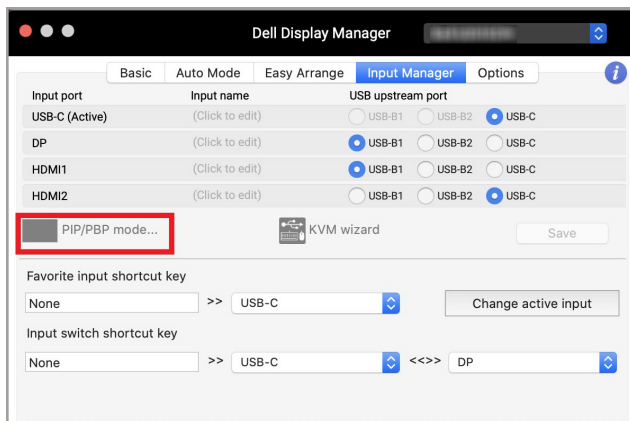 Dell Display Manager
Basic Auto Mode Easy Arrange Input Manager Options i
Input port Input name USB upstream port
USB-C (Active) (Click to edit) USB-B1 USB-B2 USB-C
DP (Click to edit) USB-B1 USB-B2 USB-C
HDMI1 (Click to edit) USB-B1 USB-B2 USB-C
HDMI2 (Click to edit) USB-B1 USB-B2 USB-C
PIP/PBP mode... KVM wizard Save
Favorite input shortcut key
None >> USB-C Change active input
Input switch shortcut key
None >> USB-C <<>> DP